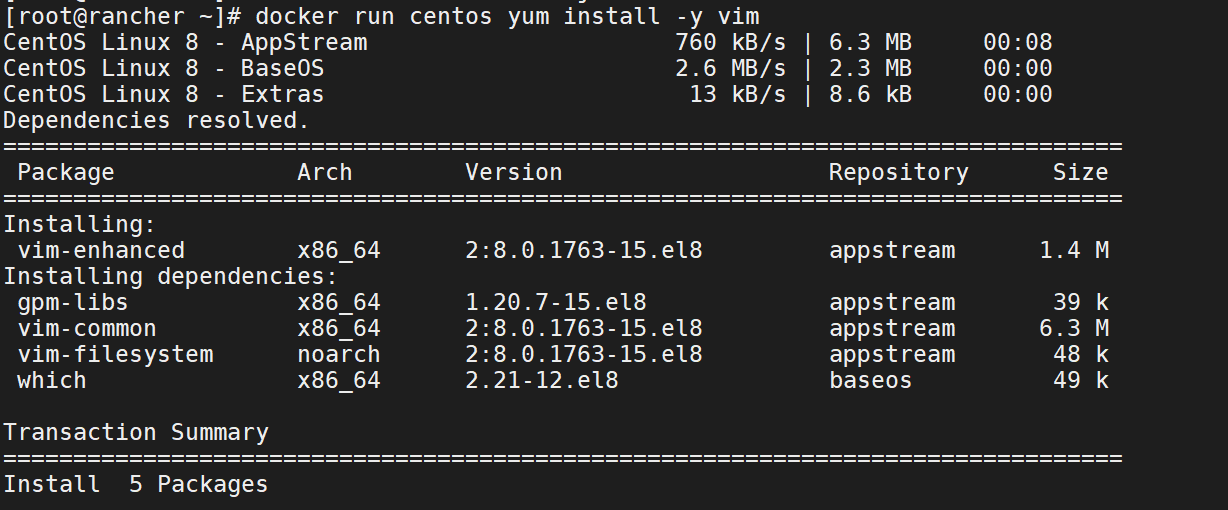 [root@rancher ~]# docker run centos yum install -y vim
CentOS Linux 8 - AppStream                      760 kB/s | 6.3 MB     00:08
CentOS Linux 8 - BaseOS                         2.6 MB/s | 2.3 MB     00:00
CentOS Linux 8 - Extras                          13 kB/s | 8.6 kB     00:00
Dependencies resolved.
================================================================================
 Package             Arch        Version                   Repository      Size
================================================================================
Installing:
 vim-enhanced        x86_64      2:8.0.1763-15.el8         appstream      1.4 M
Installing dependencies:
 gpm-libs            x86_64      1.20.7-15.el8             appstream       39 k
 vim-common          x86_64      2:8.0.1763-15.el8         appstream      6.3 M
 vim-filesystem      noarch      2:8.0.1763-15.el8         appstream       48 k
 which               x86_64      2.21-12.el8               baseos          49 k

Transaction Summary
================================================================================
Install  5 Packages